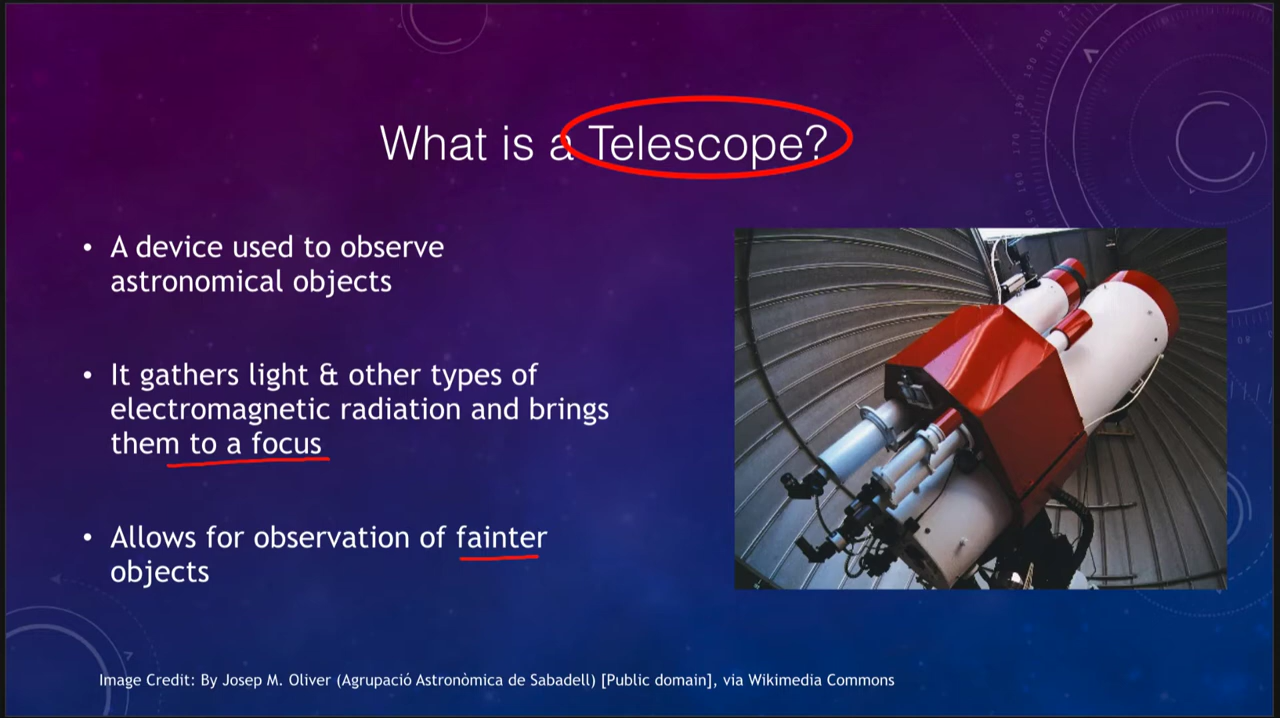 What is a Telescope?
• A device used to observe
astronomical objects
• It gathers light & other types of
electromagnetic radiation and brings
them to a focus
• Allows for observation of fainter
objects
Image Credit: By Josep M. Oliver (Agrupació Astronòmica de Sabadell) [Public domain], via Wikimedia Commons